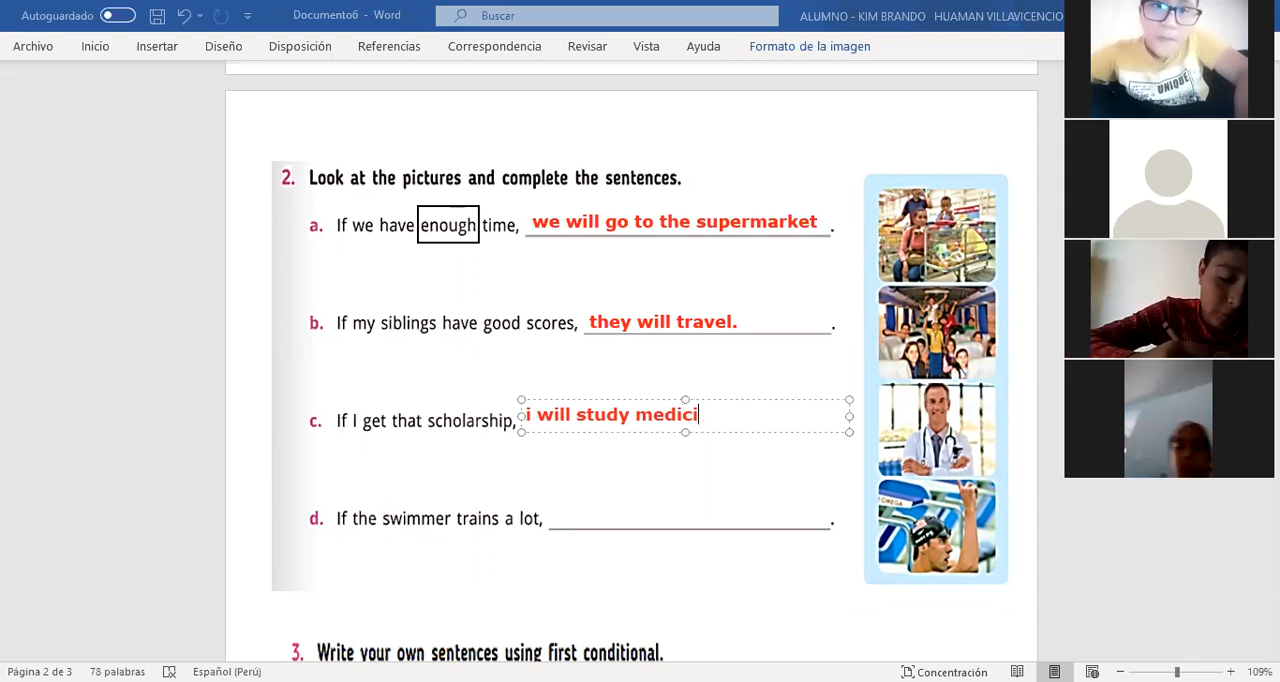 Autoguardado
Documento6 - Word
Buscar
ALUMNO - KIM BRANDO HUAMAN VILLAVICENCIO
Archivo Inicio Insertar Diseño Disposición Referencias Correspondencia Revisar Vista Ayuda Formato de la imagen
UNIQUE
2. Look at the pictures and complete the sentences.
a. If we have enough time, we will go to the supermarket.
b. If my siblings have good scores, they will travel. .
c. If I get that scholarship, i will study medici
d. If the swimmer trains a lot, ____.
OMEGA
3. Write your own sentences using first conditional.
Página 2 de 3 78 palabras Español (Perú) Concentración 109%